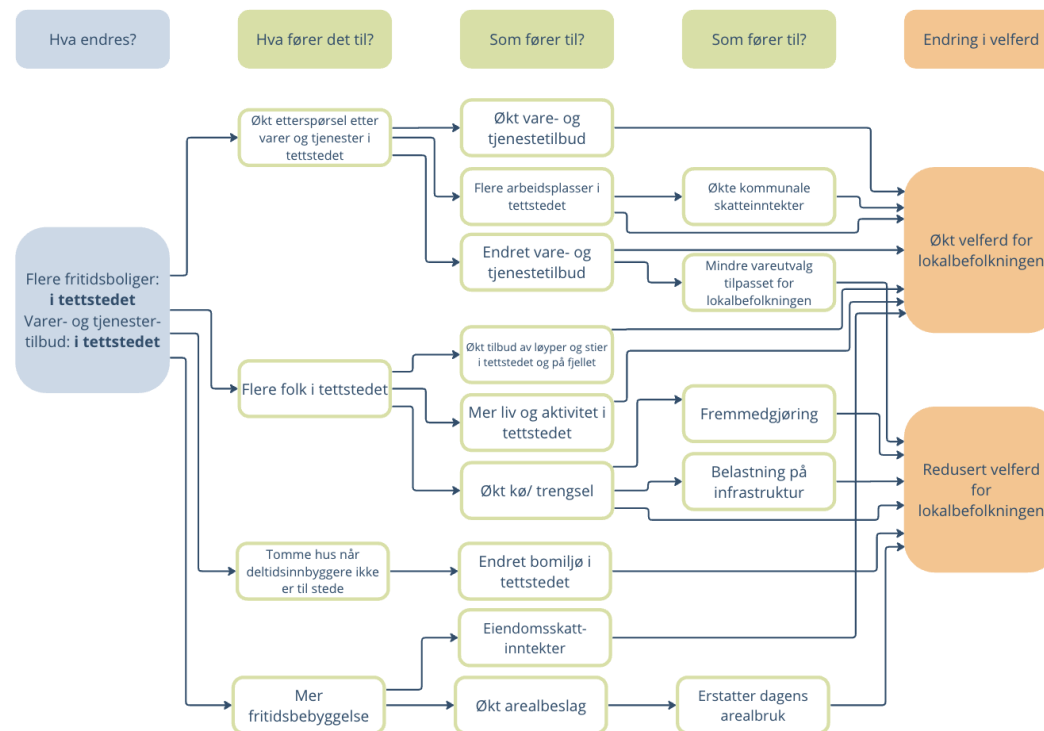 Hva endres?
Hva fører det til?
Som fører til?
Som fører til?
Endring i velferd
Flere fritidsboliger:
i tettstedet
Varer- og tjenester-
tilbud: i tettstedet
Økt etterspørsel etter
varer og tjenester i
tettstedet
Økt vare- og
tjenestetilbud
Flere arbeidsplasser i
tettstedet
Økte kommunale
skatteinntekter
Endret vare- og
tjenestetilbud
Mindre vareutvalg
tilpasset for
lokalbefolkningen
Flere folk i tettstedet
Økt tilbud av løyper og stier
i tettstedet og på fjellet
Mer liv og aktivitet i
tettstedet
Økt kø/ trengsel
Fremmedgjøring
Belastning på
infrastruktur
Tomme hus når
deltidsinnbyggere ikke
er til stede
Endret bomiljø i
tettstedet
Mer
fritidsbebyggelse
Eiendomsskatt-
inntekter
Økt arealbeslag
Erstatter dagens
arealbruk
Økt velferd for
lokalbefolkningen
Redusert velferd
for
lokalbefolkningen